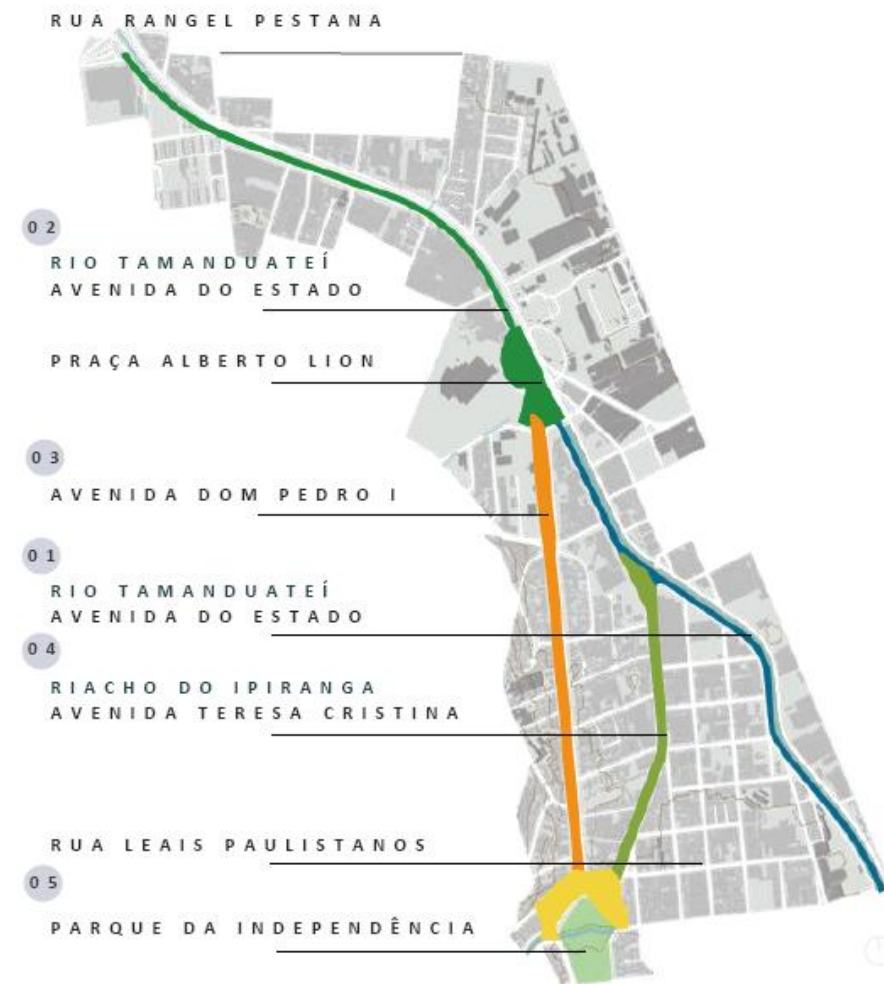 RUA RANGEL PESTANA
02
RIO TAMANDUATEÍ
AVENIDA DO ESTADO
PRAÇA ALBERTO LION
03
AVENIDA DOM PEDRO I
01
RIO TAMANDUATEÍ
AVENIDA DO ESTADO
04
RIACHO DO IPIRANGA
AVENIDA TERESA CRISTINA
RUA LEAIS PAULISTANOS
05
PARQUE DA INDEPENDÊNCIA